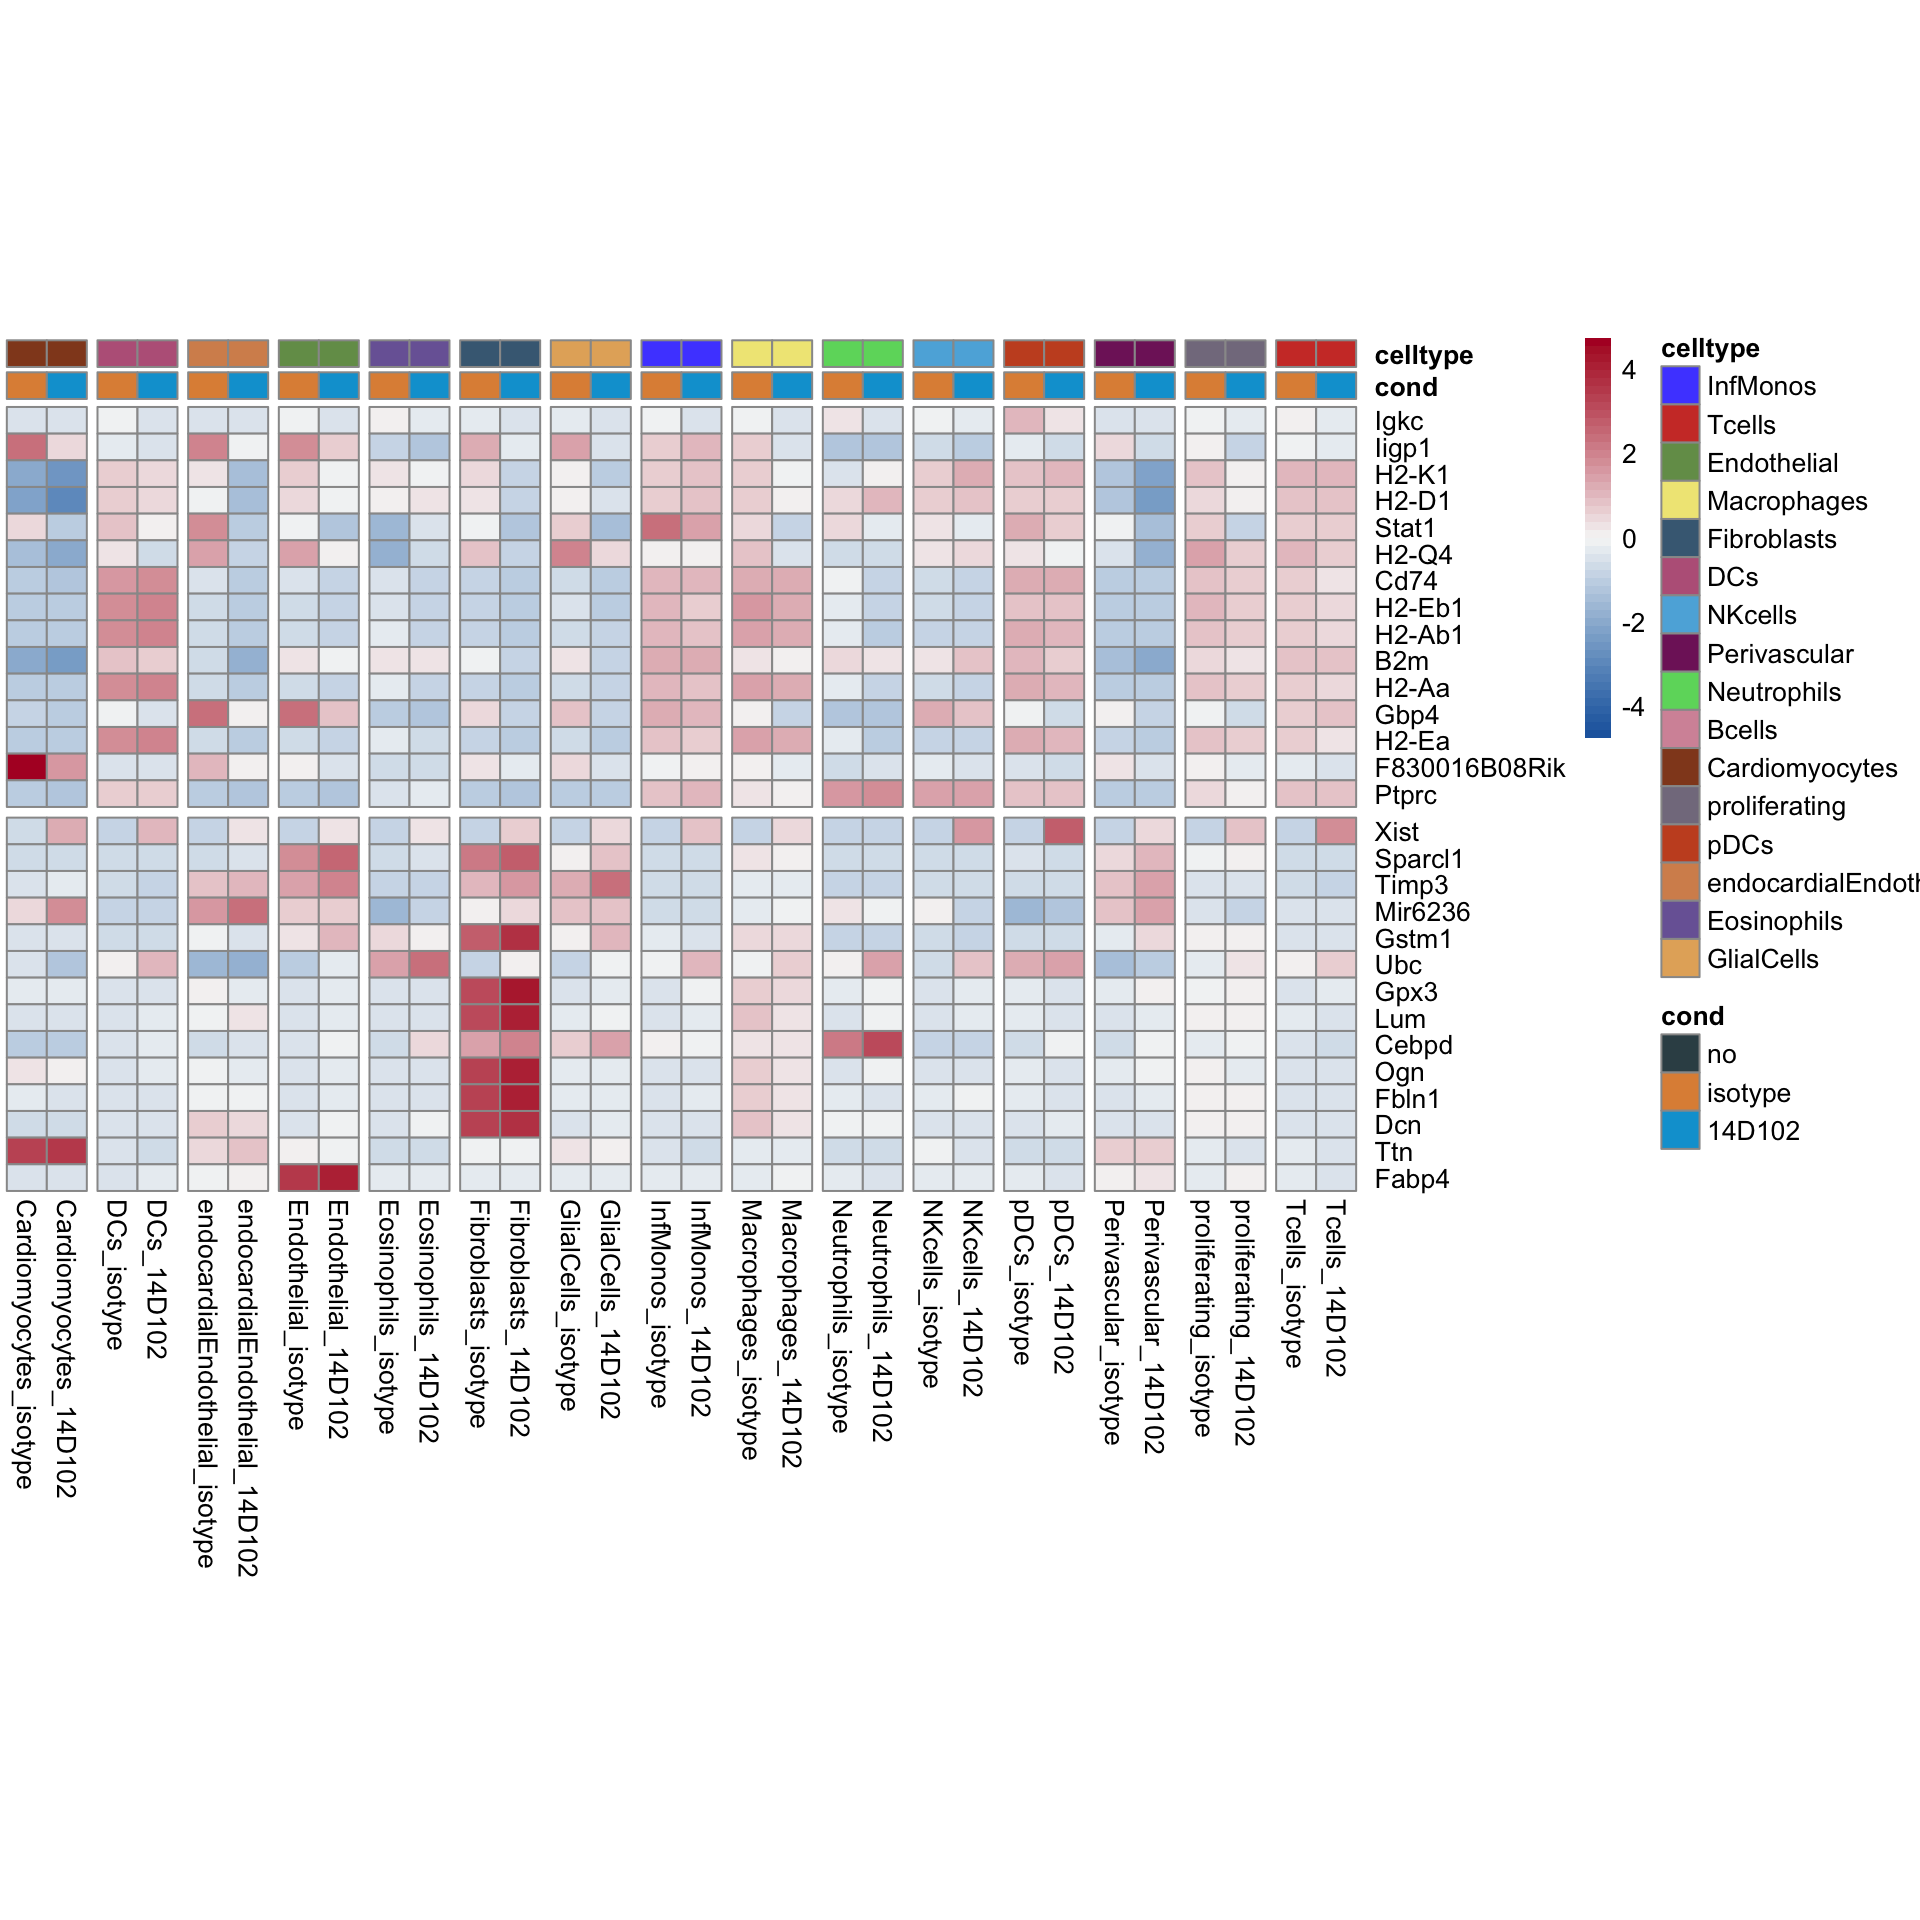 celltype
cond
Igkc
Iigp1
H2-K1
H2-D1
Stat1
H2-Q4
Cd74
H2-Eb1
H2-Ab1
B2m
H2-Aa
Gbp4
H2-Ea
F830016B08Rik
Ptprc
Xist
Sparcl1
Timp3
Mir6236
Gstm1
Ubc
Gpx3
Lum
Cebpd
Ogn
Fbln1
Dcn
Ttn
Fabp4
Cardiomyocytes_isotype
Cardiomyocytes_14D102
DCs_isotype
DCs_14D102
endocardialEndothelial_isotype
endocardialEndothelial_14D102
Endothelial_isotype
Endothelial_14D102
Eosinophils_isotype
Eosinophils_14D102
Fibroblasts_isotype
Fibroblasts_14D102
GlialCells_isotype
GlialCells_14D102
InfMonos_isotype
InfMonos_14D102
Macrophages_isotype
Macrophages_14D102
Neutrophils_isotype
Neutrophils_14D102
NKcells_isotype
NKcells_14D102
pDCs_isotype
pDCs_14D102
Perivascular_isotype
Perivascular_14D102
proliferating_isotype
proliferating_14D102
Tcells_isotype
Tcells_14D102
4
2
0
-2
-4
celltype
InfMonos
Tcells
Endothelial
Macrophages
Fibroblasts
DCs
NKcells
Perivascular
Neutrophils
Bcells
Cardiomyocytes
proliferating
pDCs
endocardialEndoth
Eosinophils
GlialCells
cond
no
isotype
14D102